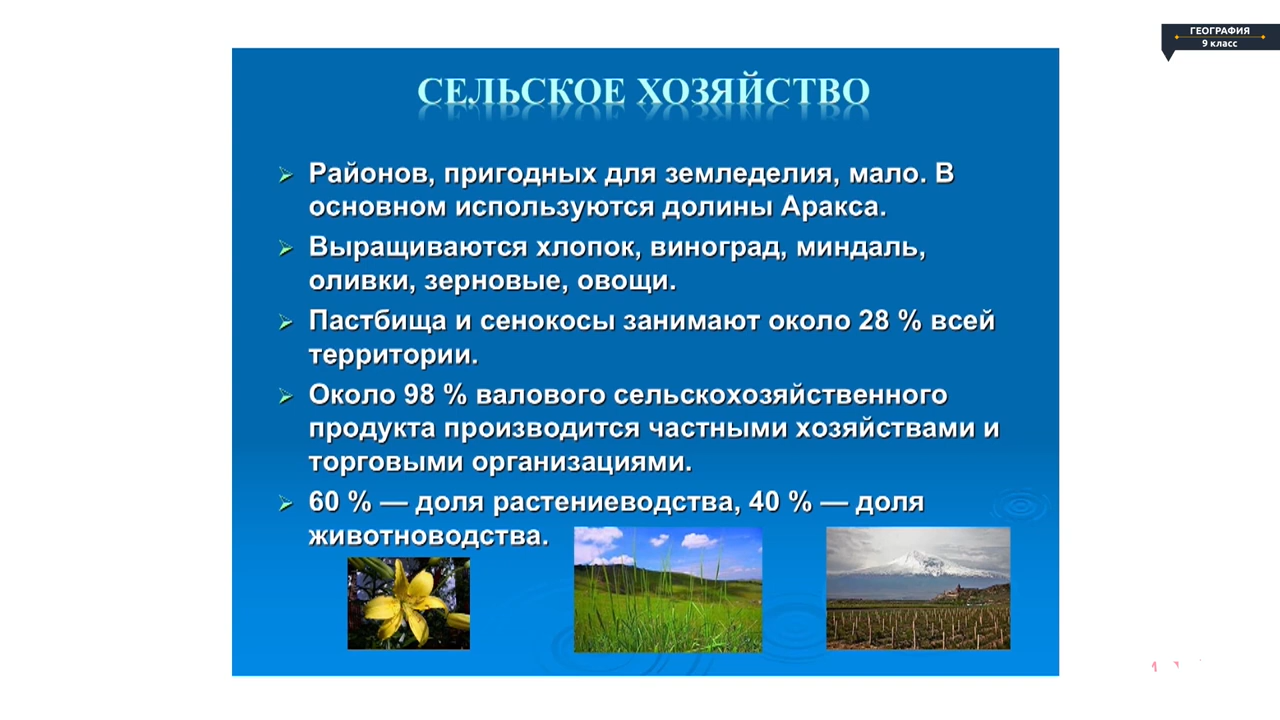 ГЕОГРАФИЯ
9 класс
СЕЛЬСКОЕ ХОЗЯЙСТВО
Районов, пригодных для земледелия, мало. В
основном используются долины Аракса.
Выращиваются хлопок, виноград, миндаль,
оливки, зерновые, овощи.
Пастбища и сенокосы занимают около 28 % всей
территории.
Около 98 % валового сельскохозяйственного
продукта производится частными хозяйствами и
торговыми организациями.
60 % — доля растениеводства, 40 % — доля
животноводства.